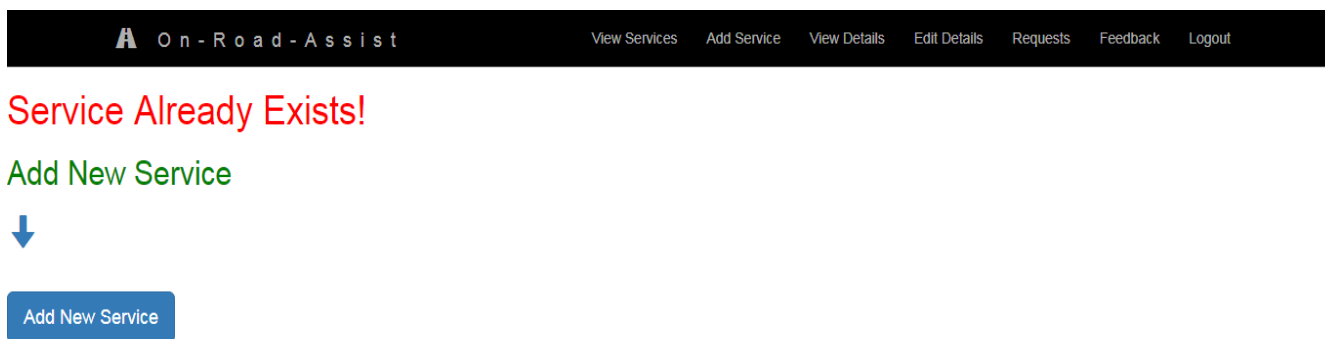 On-Road-Assist View Services Add Service View Details Edit Details Requests Feedback Logout
Service Already Exists!
Add New Service
Add New Service